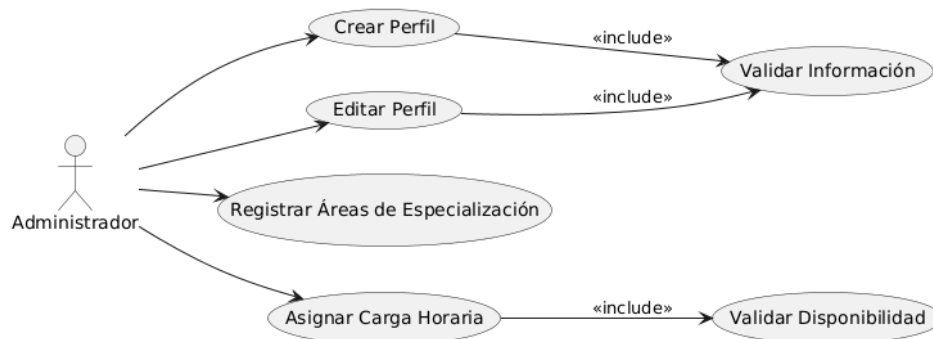 Crear Perfil
«include»
Validar Información
Editar Perfil
«include»
Administrador
Registrar Áreas de Especialización
Asignar Carga Horaria
«include»
Validar Disponibilidad